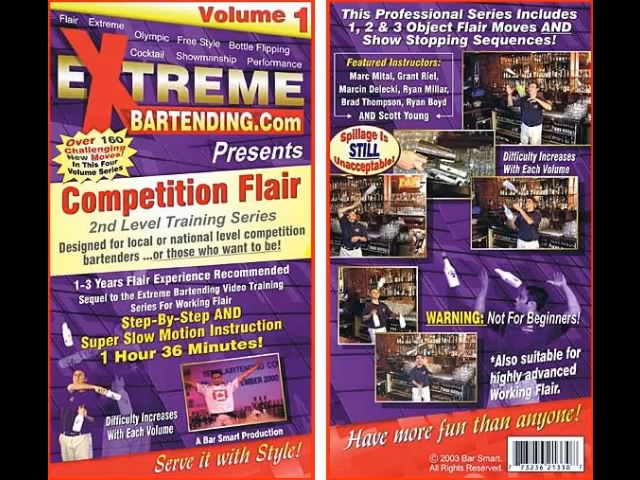 Volume 1
Flair Extreme Olympic Free Style Bottle Flipping
Cocktail Showmanship Performance
EXTREME
BARTENDING.Com
Presents
Over 160
Challenging
New Moves!
In This Four
Volume Series
Competition Flair
2nd Level Training Series
Designed for local or national level competition
bartenders ...or those who want to be!
1-3 Years Flair Experience Recommended
Sequel to the Extreme Bartending Video Training
Series For Working Flair
Step-By-Step AND
Super Slow Motion Instruction
1 Hour 36 Minutes!
Difficulty Increases
With Each Volume
A Bar Smart Production
Serve it with Style!
This Professional Series Includes
1, 2 & 3 Object Flair Moves AND
Show Stopping Sequences!
Featured Instructors:
Marc Mital, Grant Riel,
Marcin Delecki, Ryan Millar,
Brad Thompson, Ryan Boyd
AND Scott Young
Spillage Is
STILL
Unacceptable!
Difficulty Increases
With Each Volume
WARNING: Not For Beginners!
*Also suitable for
highly advanced
Working Flair.
Have more fun than anyone!
© 2003 Bar Smart.
All Rights Reserved.
7 73236 21330 7